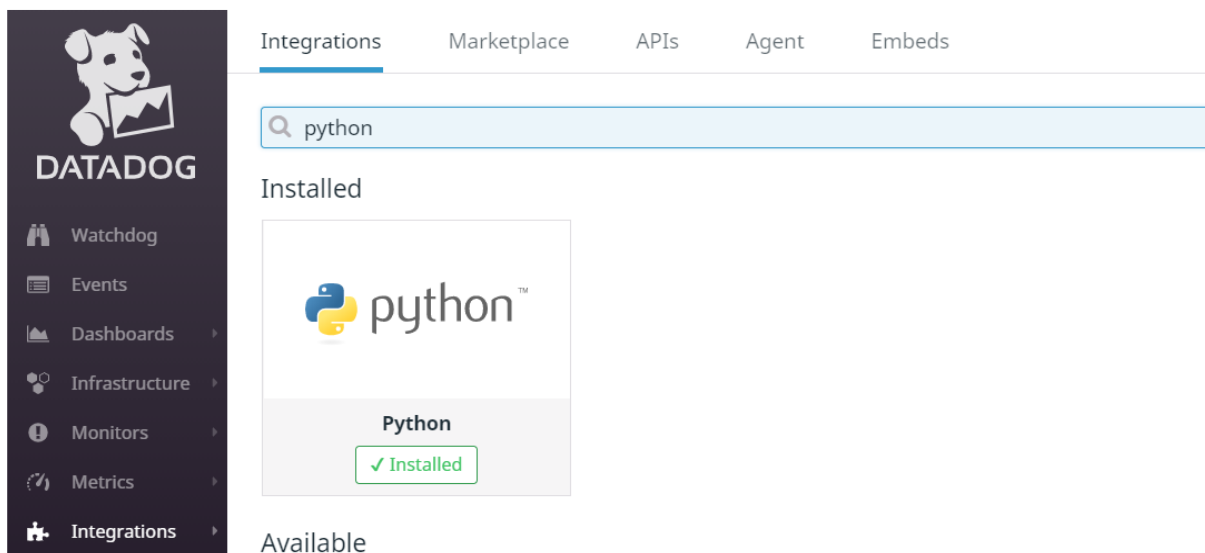 DATADOG
Watchdog
Events
Dashboards
Infrastructure
Monitors
Metrics
Integrations
Integrations Marketplace APIs Agent Embeds
python
Installed
python™
Python
✓ Installed
Available